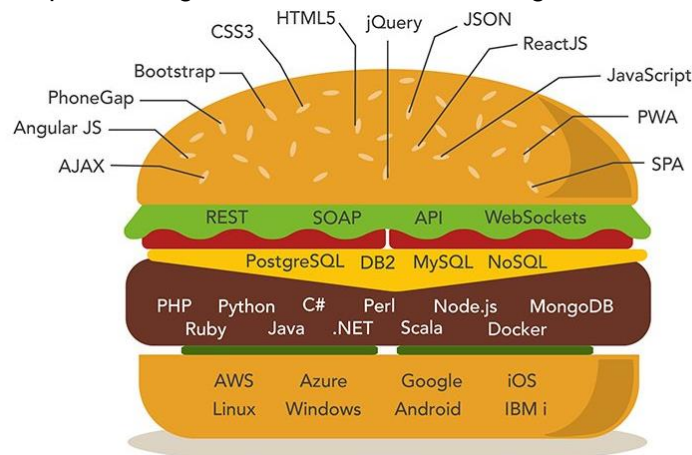 HTML5
jQuery
JSON
CSS3
ReactJS
Bootstrap
JavaScript
PhoneGap
PWA
Angular JS
AJAX
SPA
REST SOAP API WebSockets
PostgreSQL DB2 MySQL NoSQL
PHP Python C# Perl Node.js MongoDB
Ruby Java .NET Scala Docker
AWS Azure Google iOS
Linux Windows Android IBM i